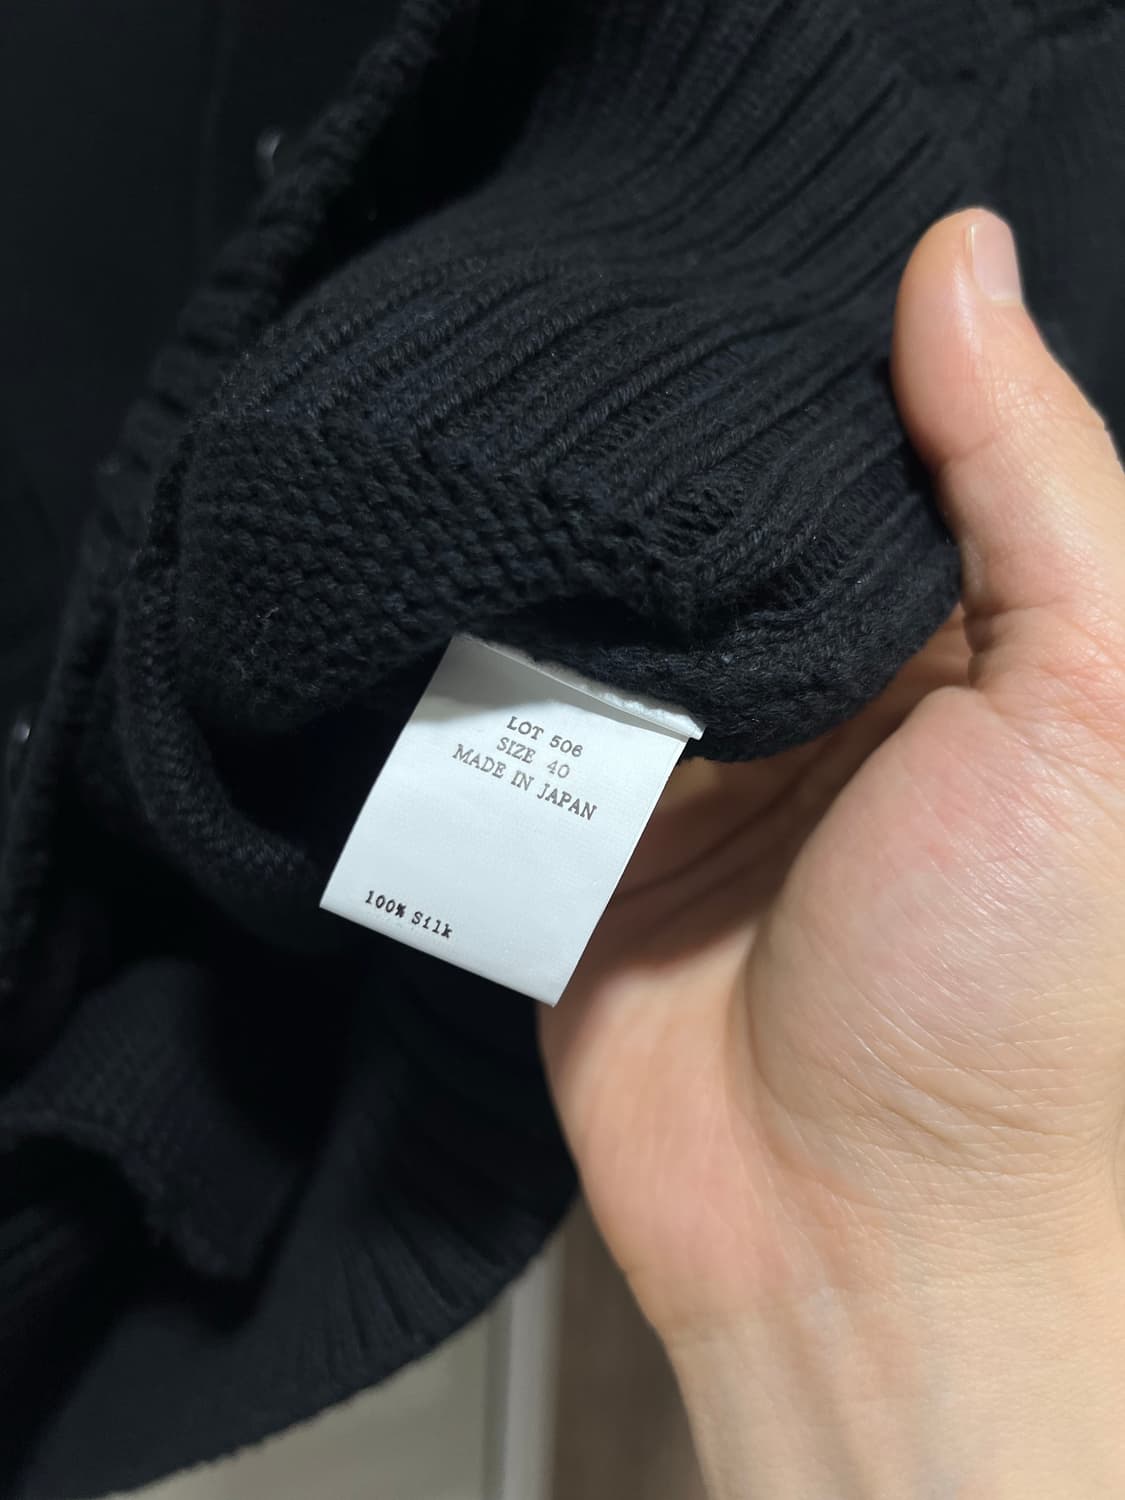 LOT 506
SIZE 40
MADE IN JAPAN
100% Silk